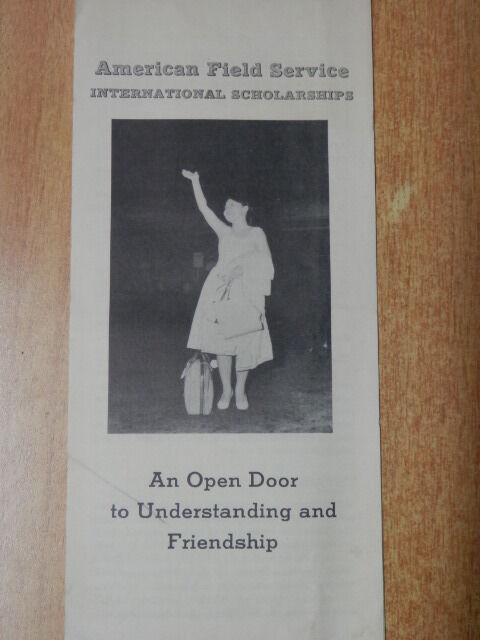 American Field Service
INTERNATIONAL SCHOLARSHIPS
An Open Door
to Understanding and
Friendship